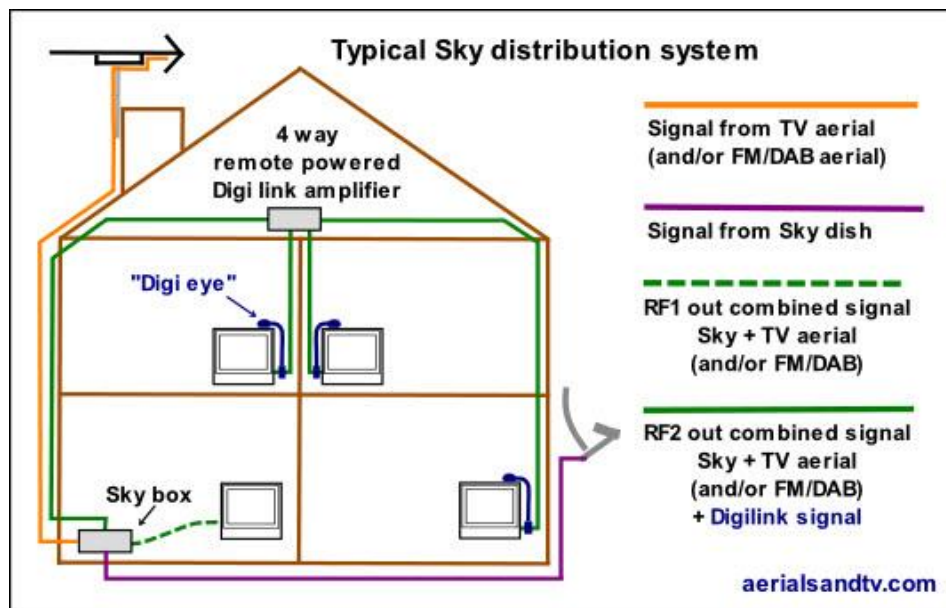 Typical Sky distribution system
4 way
remote powered
Digi link amplifier
"Digi eye"
Sky box
Signal from TV aerial
(and/or FM/DAB aerial)
Signal from Sky dish
RF1 out combined signal
Sky + TV aerial
(and/or FM/DAB)
RF2 out combined signal
Sky + TV aerial
(and/or FM/DAB)
+ Digilink signal
aerialsandtv.com